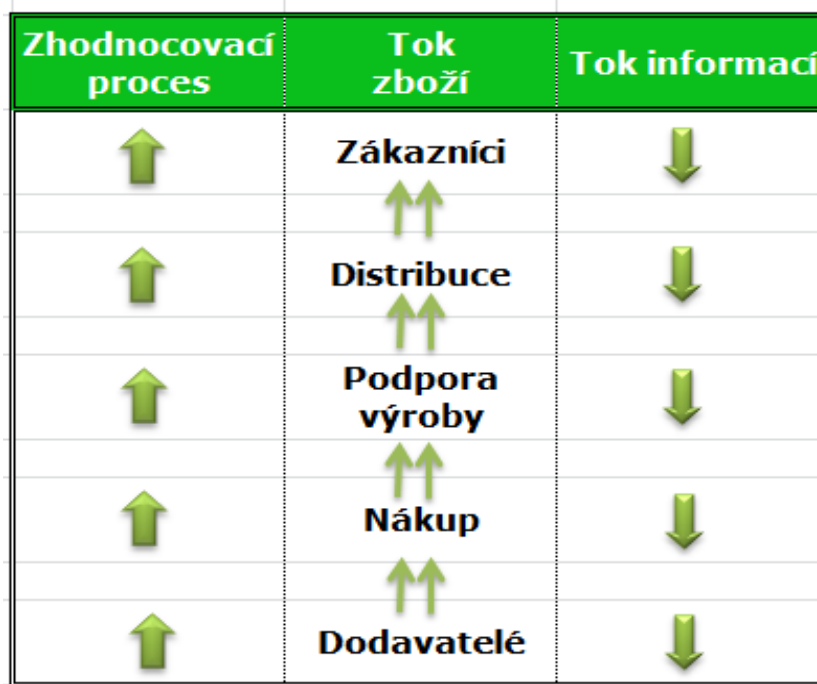 Zhodnocovací
proces
Tok
zboží
Tok informací
Zákazníci
Distribuce
Podpora
výroby
Nákup
Dodavatelé